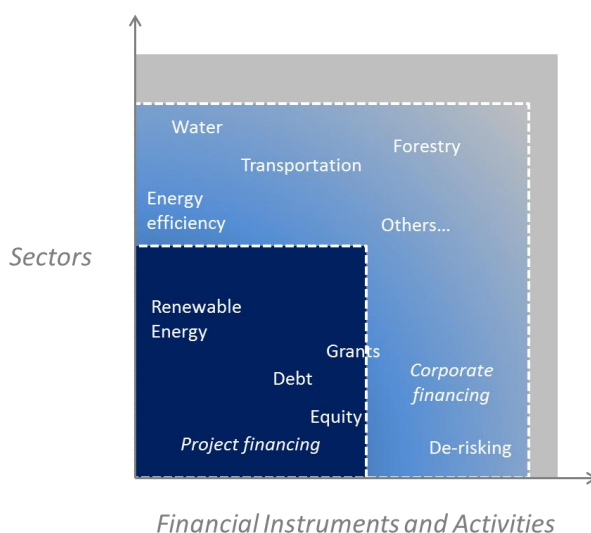 Water
Forestry
Transportation
Energy
efficiency
Others...
Sectors
Renewable
Energy
Grants
Debt
Corporate
financing
Equity
Project financing
De-risking
Financial Instruments and Activities